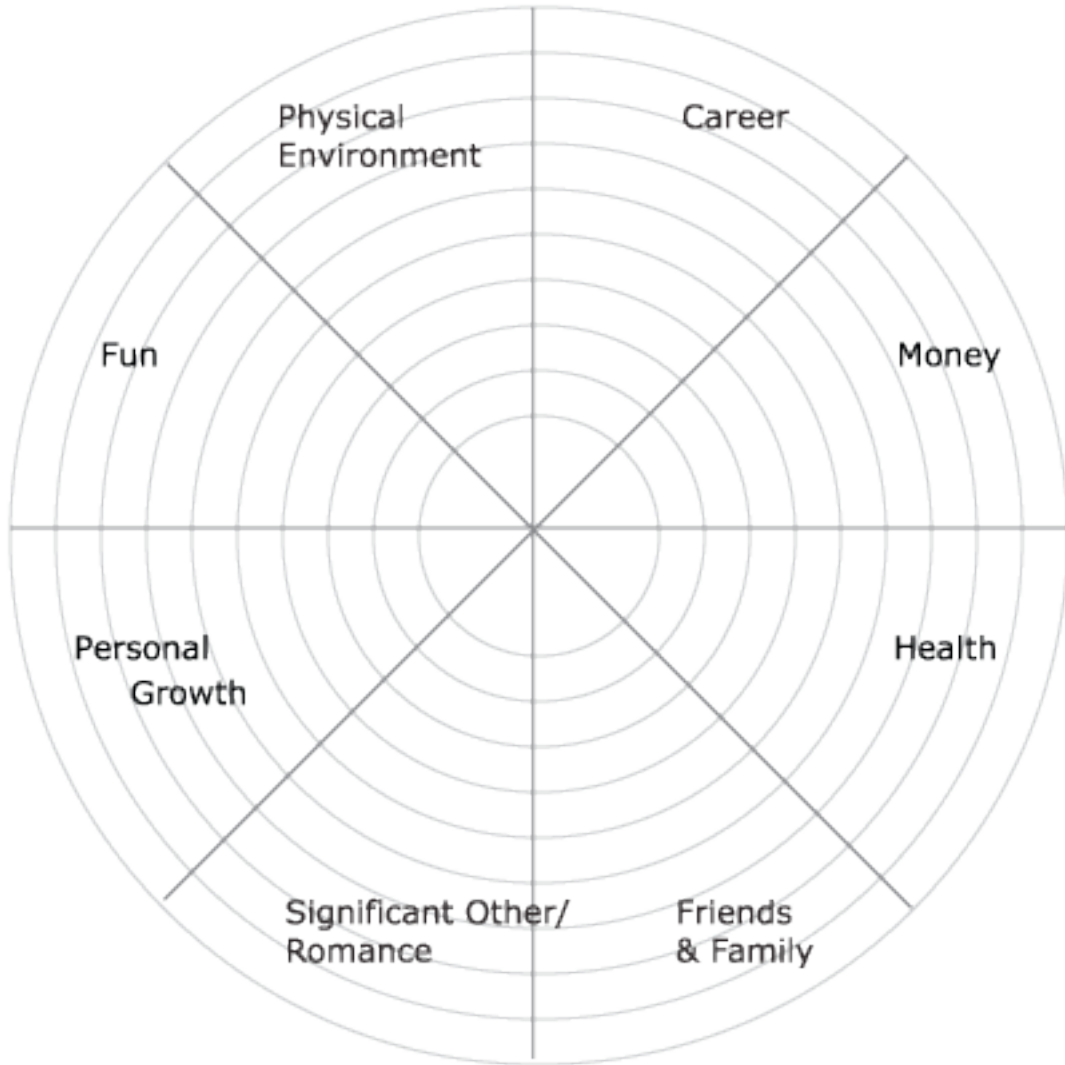 Physical
Environment
Career
Fun
Money
Personal
Growth
Health
Significant Other/
Romance
Friends
& Family